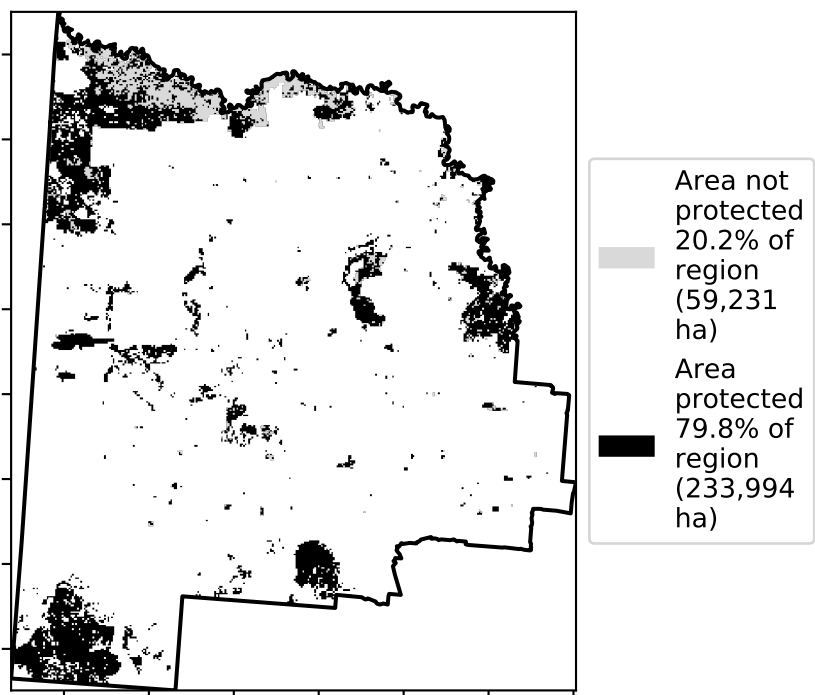 Area not
protected
20.2% of
region
(59,231
ha)
Area
protected
79.8% of
region
(233,994
ha)